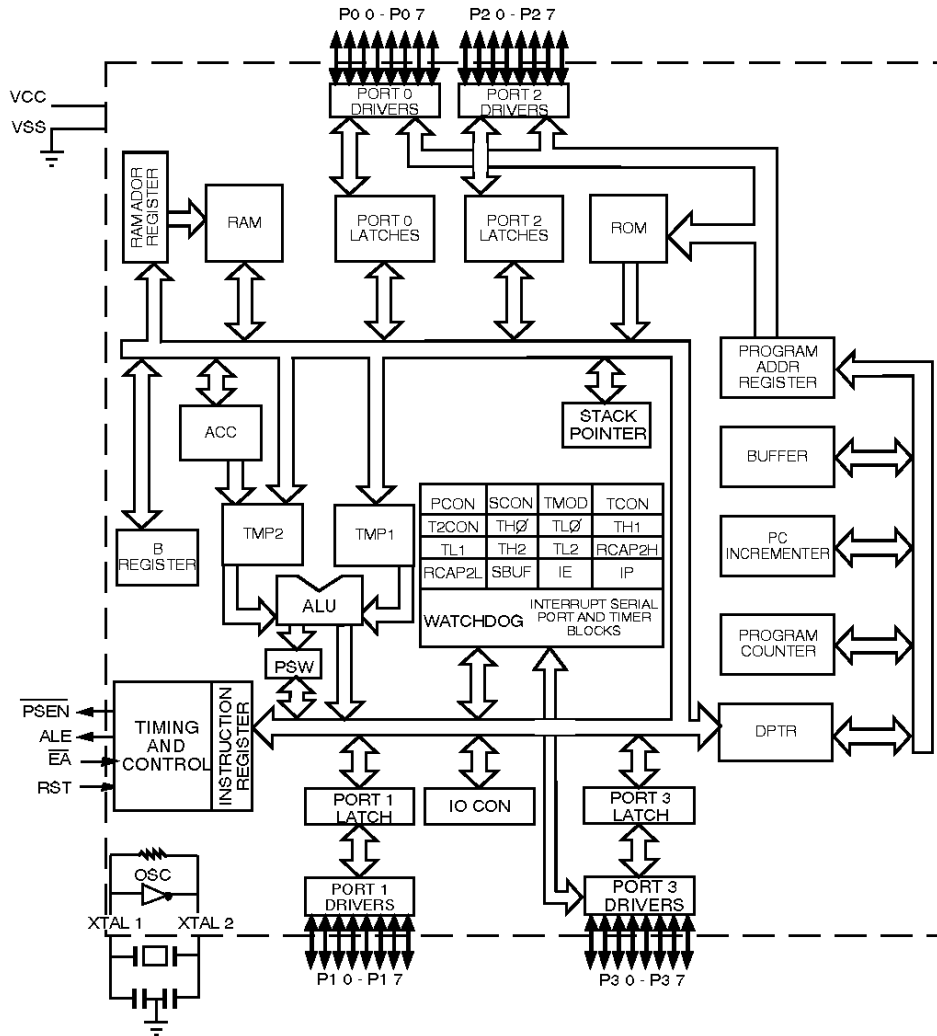 P0 0 - P0 7
P2 0 - P2 7
VCC
VSS
PORT 0
DRIVERS
PORT 2
DRIVERS
RAM ADDR
REGISTER
RAM
PORT 0
LATCHES
PORT 2
LATCHES
ROM
PROGRAM
ADDR
REGISTER
ACC
STACK
POINTER
BUFFER
B
REGISTER
TMP2
TMP1
PCON SCON TMOD TCON
T2CON THØ TLØ TH1
TL1 TH2 TL2 RCAP2H
RCAP2L SBUF IE IP
WATCHDOG
INTERRUPT SERIAL
PORT AND TIMER
BLOCKS
PC
INCREMENTER
ALU
PSW
PROGRAM
COUNTER
PSEN
ALE
EA
RST
TIMING
AND
CONTROL
INSTRUCTION
REGISTER
DPTR
PORT 1
LATCH
IO CON
PORT 3
LATCH
OSC
XTAL 1
XTAL 2
PORT 1
DRIVERS
PORT 3
DRIVERS
P1 0 - P1 7
P3 0 - P3 7